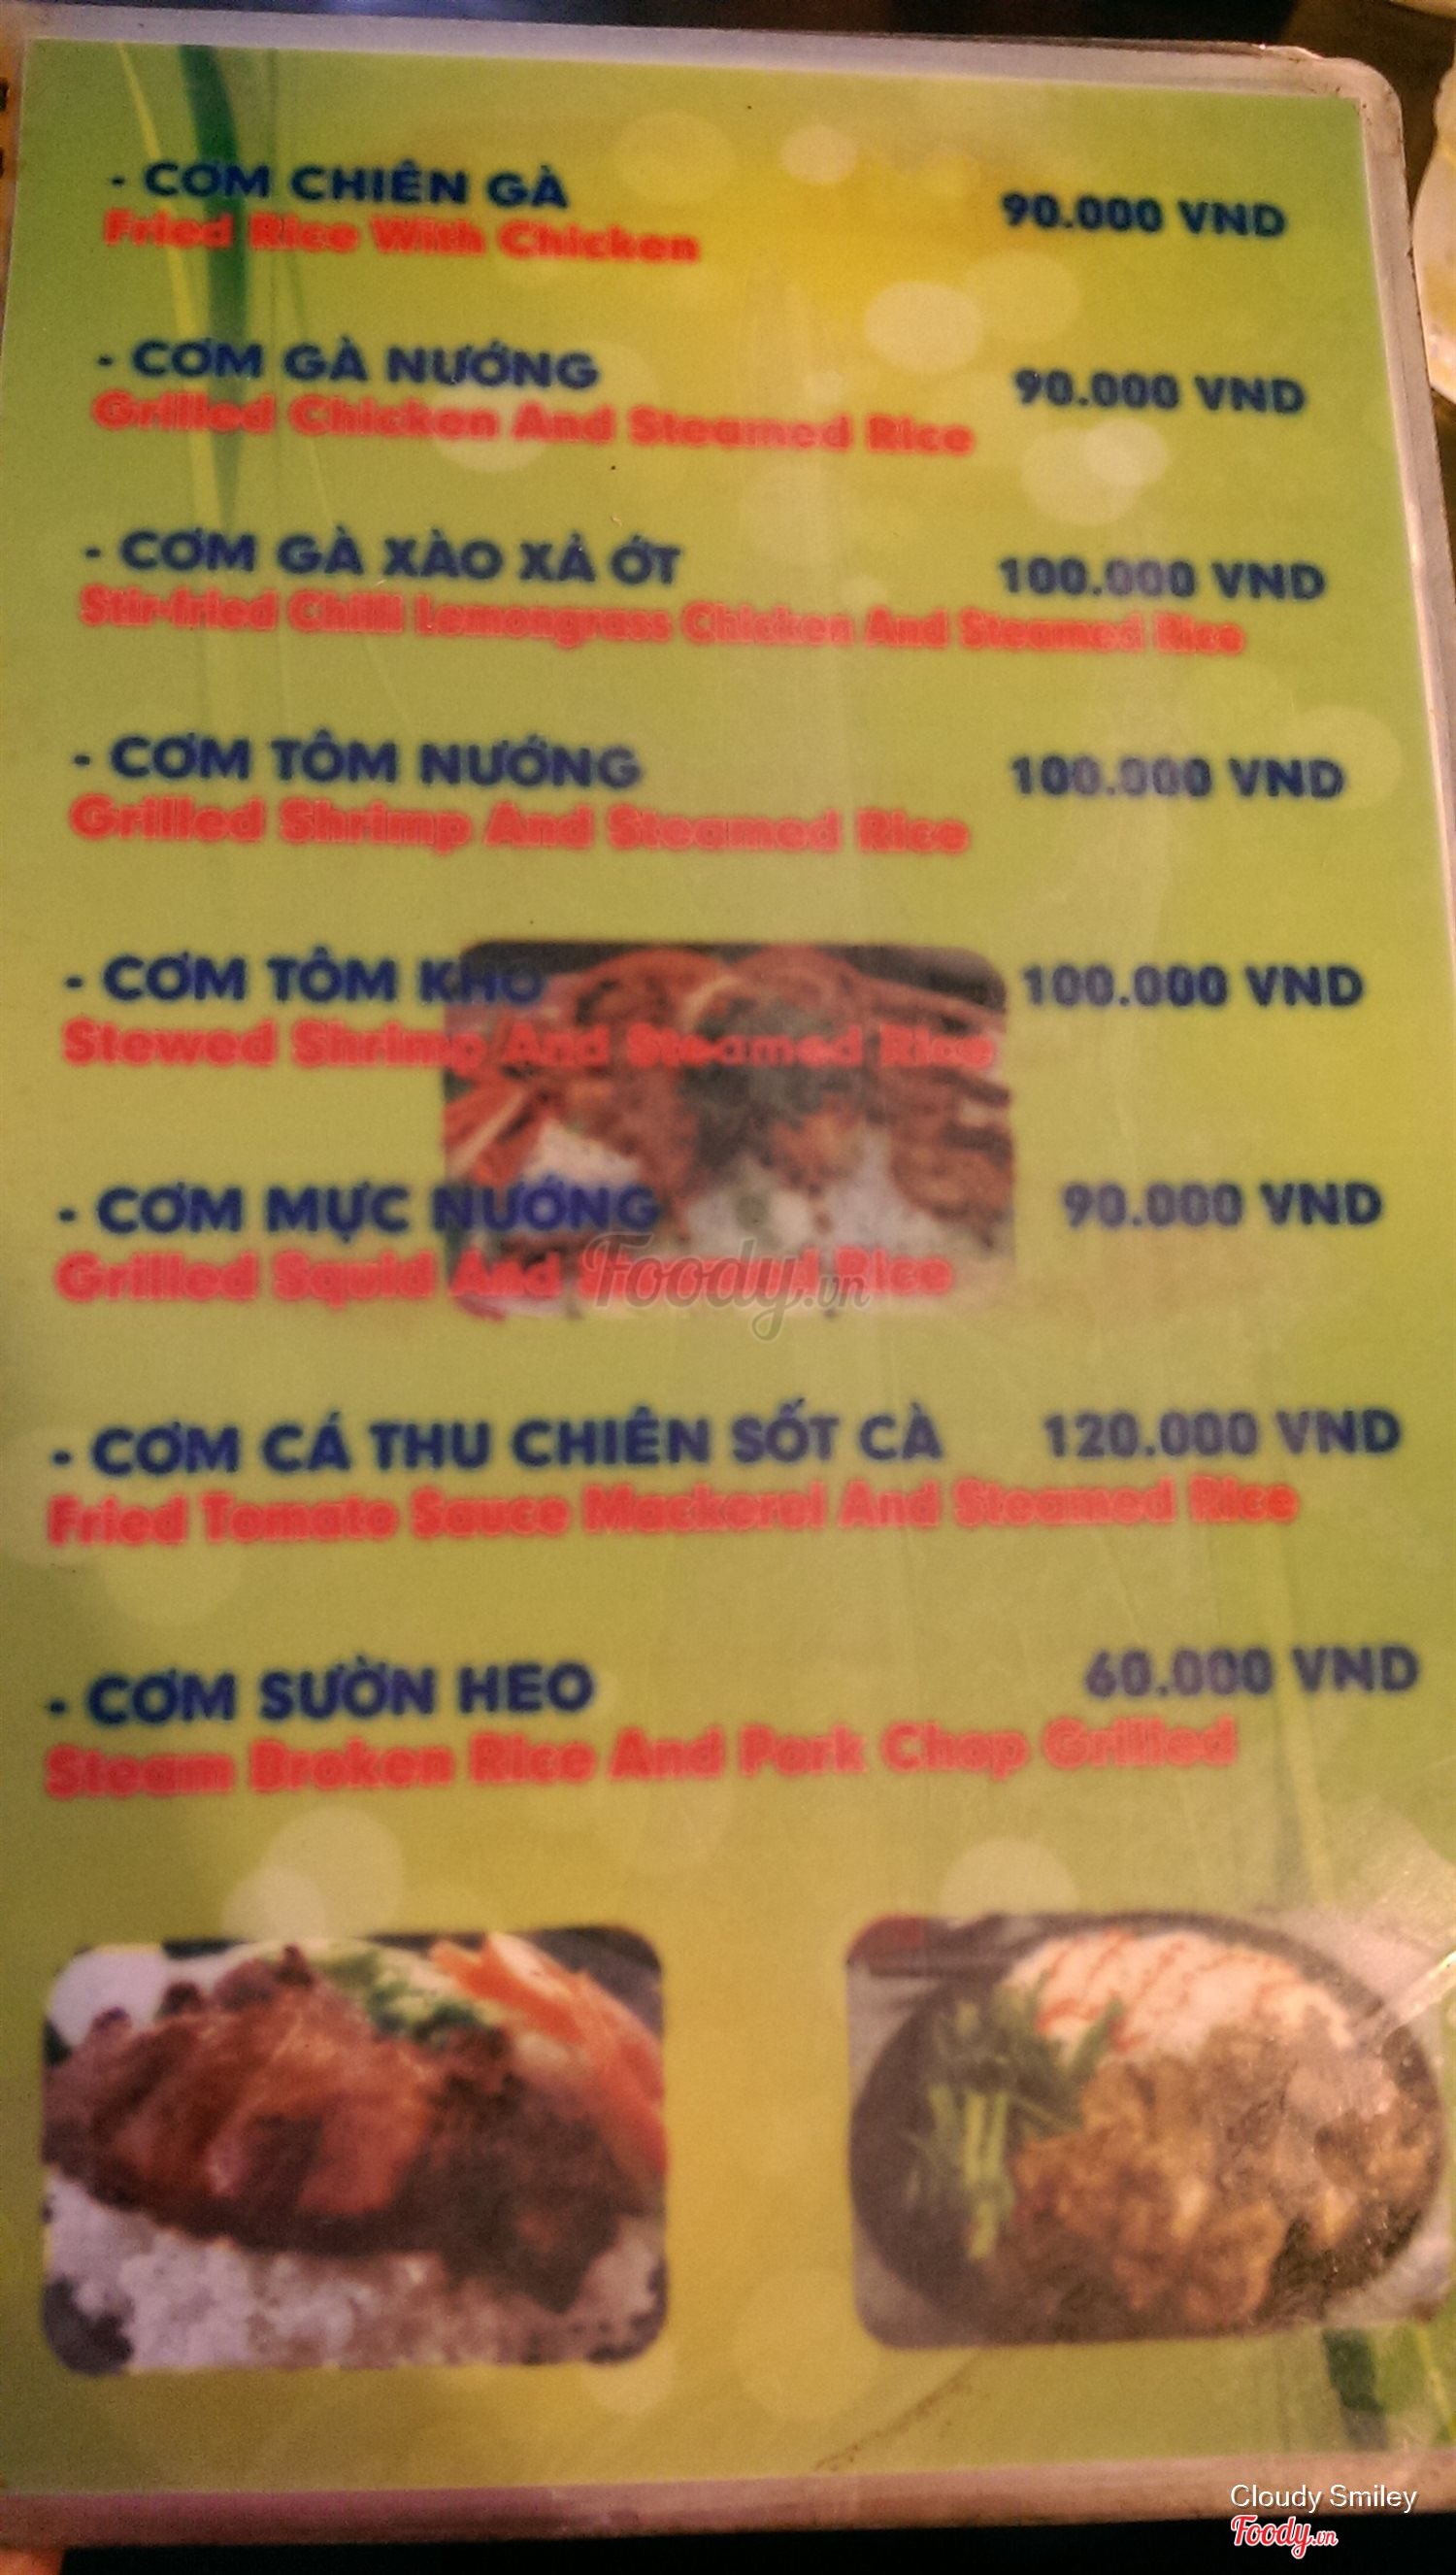 - CƠM CHIÊN GÀ 90.000 VND
Fried Rice With Chicken
- CƠM GÀ NƯỚNG 90.000 VND
Grilled Chicken And Steamed Rice
- CƠM GÀ XÀO XẢ ỚT 100.000 VND
Stir-fried Chilli Lemongrass Chicken And Steamed Rice
- CƠM TÔM NƯỚNG 100.000 VND
Grilled Shrimp And Steamed Rice
- CƠM TÔM KHO 100.000 VND
Stewed Shrimp And Steamed Rice
- CƠM MỰC NƯỚNG 90.000 VND
Grilled Squid And Steamed Rice
Foody.vn
- CƠM CÁ THU CHIÊN SỐT CÀ 120.000 VND
Fried Tomato Sauce Mackerel And Steamed Rice
- CƠM SƯỜN HEO 60.000 VND
Steam Broken Rice And Park Chop Grilled
Cloudy Smiley
Foody.vn